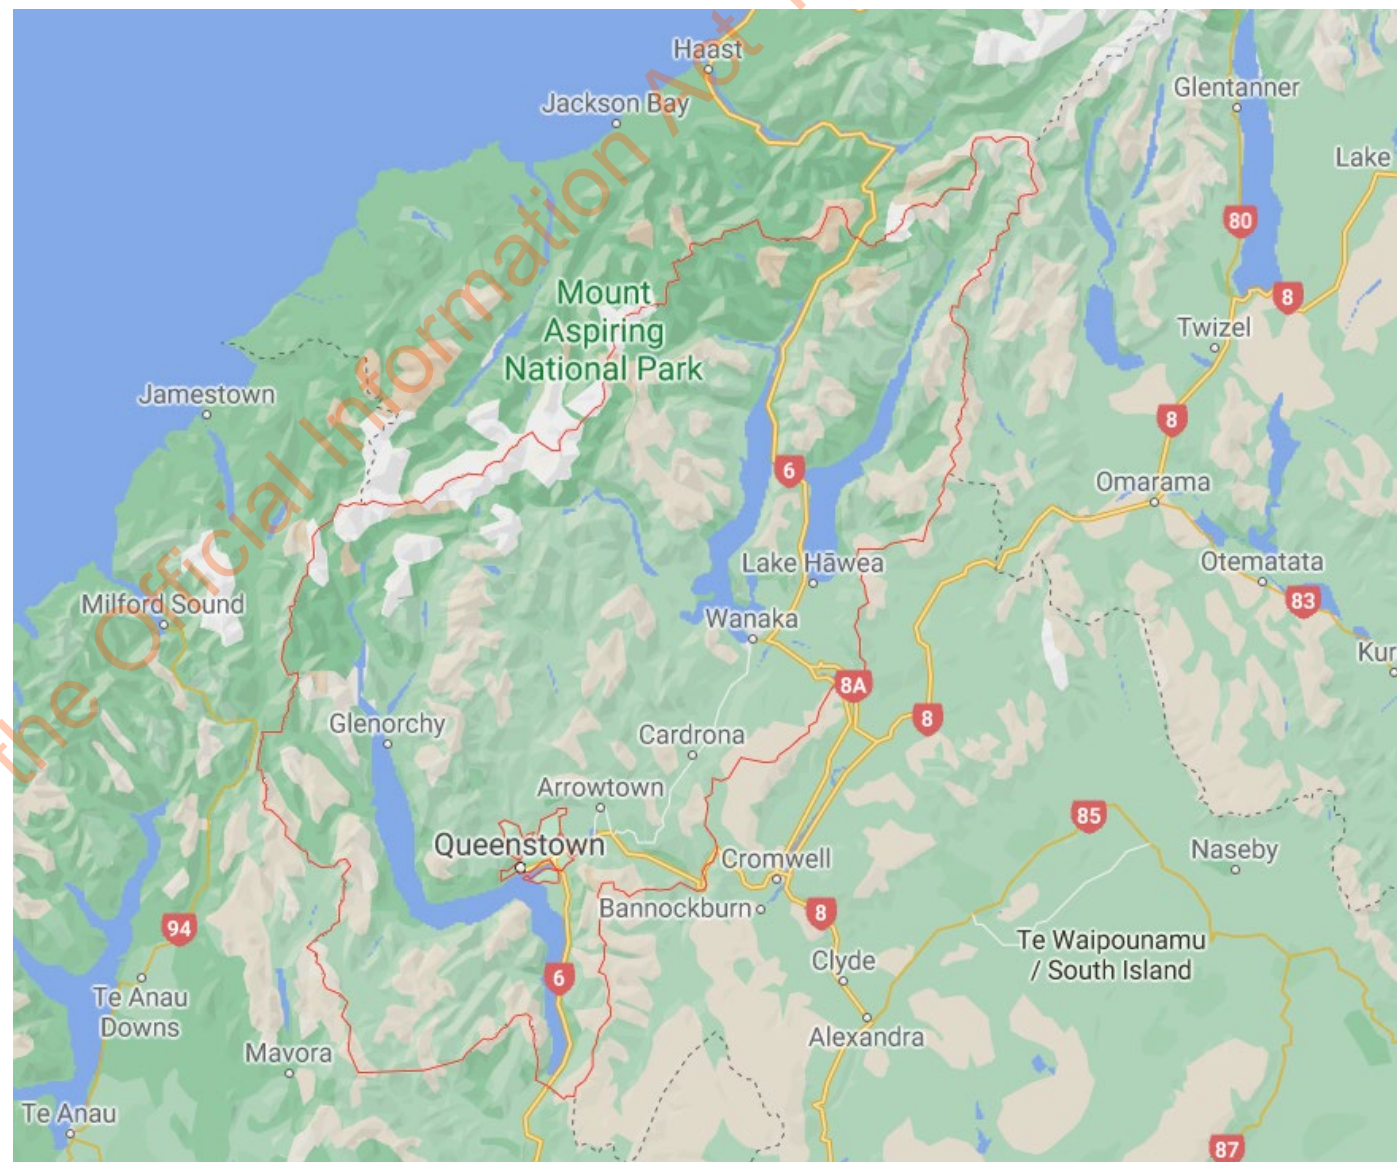 Haast
Jackson Bay
Glentanner
Lake
80
8
Mount
Aspiring
National Park
Twizel
Jamestown
8
6
Omarama
Lake Hāwea
Otematata
Milford Sound
83
Wanaka
Kur
8A
8
Glenorchy
Cardrona
Arrowtown
85
Queenstown
Cromwell
Naseby
Bannockburn
8
94
Te Waipounamu
/ South Island
Clyde
6
Te Anau
Downs
Alexandra
Mavora
Te Anau
87
the Official Information Act